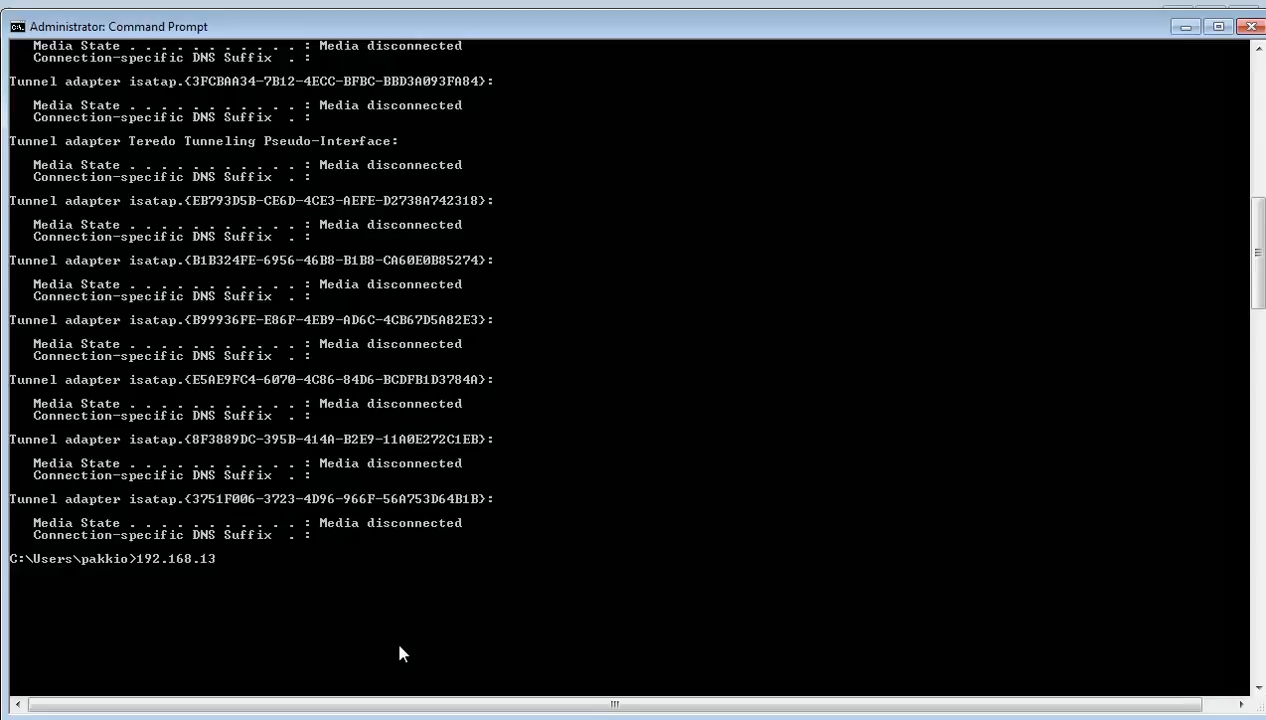 Administrator: Command Prompt
Media State . . . . . . . . . . . : Media disconnected
Connection-specific DNS Suffix  . :
Tunnel adapter isatap.{3FCBAA34-7B12-4ECC-BFBC-BBD3A093FA84}:
Media State . . . . . . . . . . . : Media disconnected
Connection-specific DNS Suffix  . :
Tunnel adapter Teredo Tunneling Pseudo-Interface:
Media State . . . . . . . . . . . : Media disconnected
Connection-specific DNS Suffix  . :
Tunnel adapter isatap.{EB793D5B-CE6D-4CE3-AEFE-D2738A742318}:
Media State . . . . . . . . . . . : Media disconnected
Connection-specific DNS Suffix  . :
Tunnel adapter isatap.{B1B324FE-6956-46B8-B1B8-CA60E0B85274}:
Media State . . . . . . . . . . . : Media disconnected
Connection-specific DNS Suffix  . :
Tunnel adapter isatap.{B99936FE-E86F-4EB9-AD6C-4CB67D5A82E3}:
Media State . . . . . . . . . . . : Media disconnected
Connection-specific DNS Suffix  . :
Tunnel adapter isatap.{E5AE9FC4-6070-4C86-84D6-BCDFB1D3784A}:
Media State . . . . . . . . . . . : Media disconnected
Connection-specific DNS Suffix  . :
Tunnel adapter isatap.{8F3889DC-395B-414A-B2E9-11A0E272C1EB}:
Media State . . . . . . . . . . . : Media disconnected
Connection-specific DNS Suffix  . :
Tunnel adapter isatap.{3751F006-3723-4D96-966F-56A753D64B1B}:
Media State . . . . . . . . . . . : Media disconnected
Connection-specific DNS Suffix  . :
C:\Users\pakkio>192.168.13